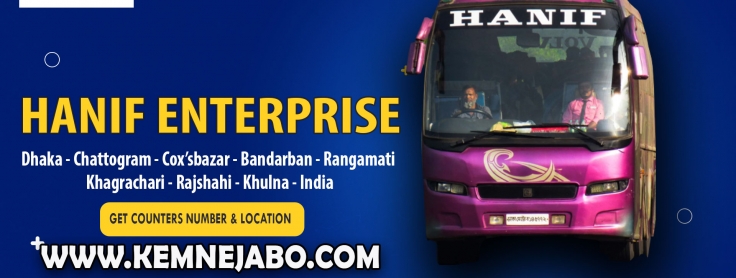 HANIF
HANIF ENTERPRISE
Dhaka - Chattogram - Cox'sbazar - Bandarban - Rangamati
Khagrachari - Rajshahi - Khulna - India
GET COUNTERS NUMBER & LOCATION
WWW.KEMNEJABO.COM